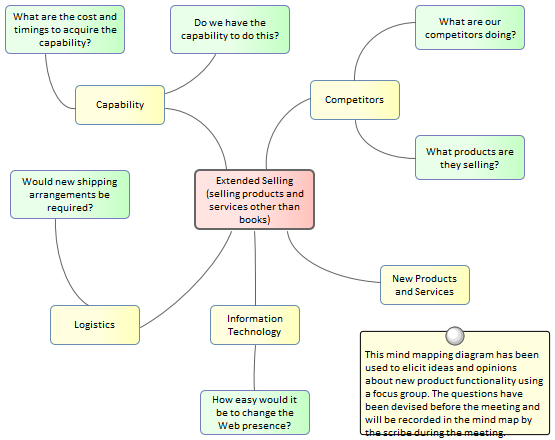 What are the cost and
timings to acquire the
capability?
Do we have the
capability to do this?
What are our
competitors doing?
Capability
Competitors
What products are
they selling?
Would new shipping
arrangements be
required?
Extended Selling
(selling products and
services other than
books)
New Products
and Services
Logistics
Information
Technology
How easy would it
be to change the
Web presence?
This mind mapping diagram has been
used to elicit ideas and opinions
about new product functionality using
a focus group. The questions have
been devised before the meeting and
will be recorded in the mind map by
the scribe during the meeting.